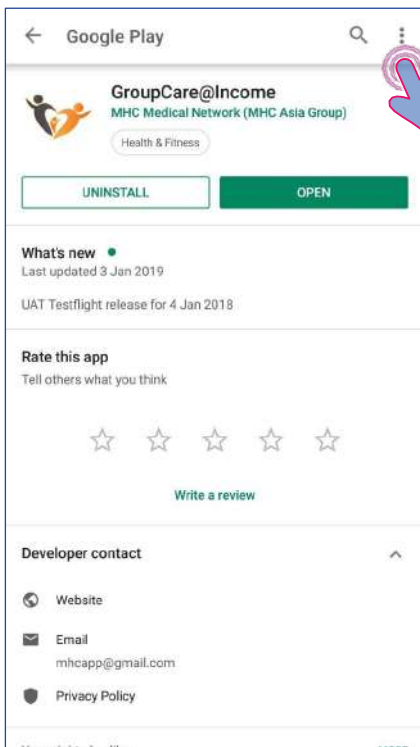 Google Play
GroupCare@Income
MHC Medical Network (MHC Asia Group)
Health & Fitness
UNINSTALL OPEN
What's new
Last updated 3 Jan 2019
UAT Testflight release for 4 Jan 2018
Rate this app
Tell others what you think
Write a review
Developer contact
Website
Email
mhcapp@gmail.com
Privacy Policy